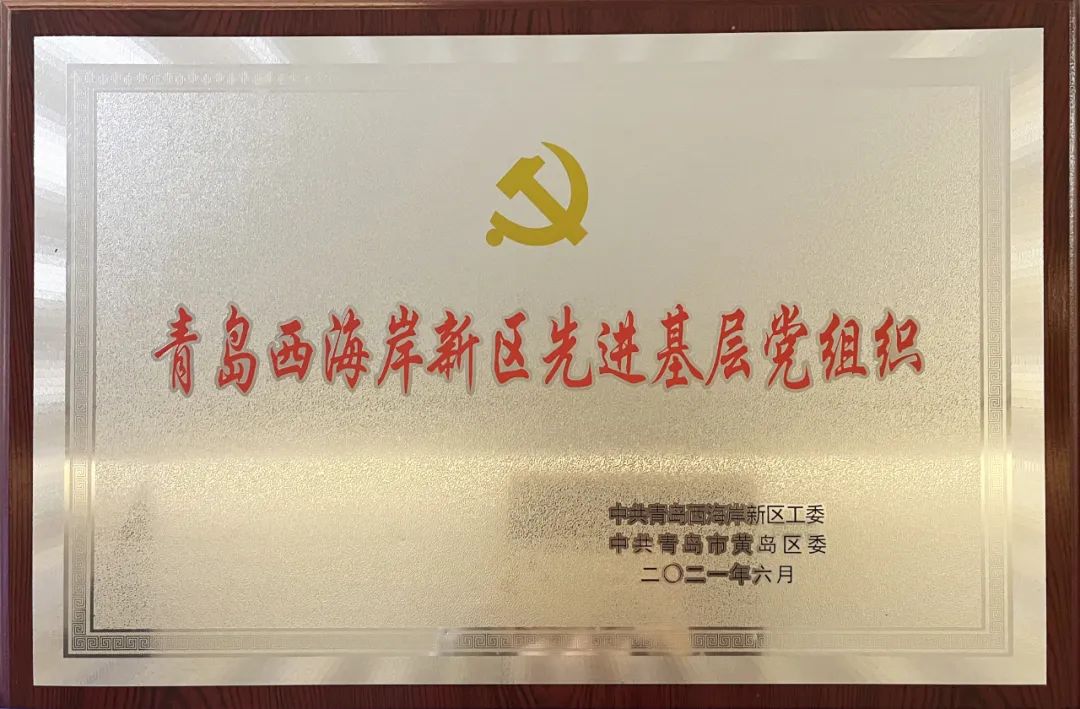 青岛西海岸新区先进基层党组织
中共青岛西海岸新区工委
中共青岛市黄岛区委
二〇二一年六月